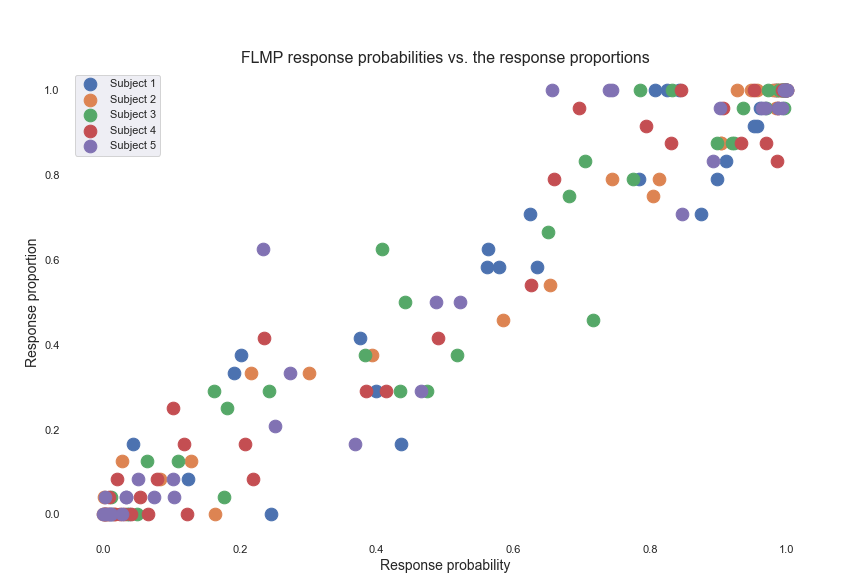 FLMP response probabilities vs. the response proportions
Subject 1
Subject 2
Subject 3
Subject 4
Subject 5
1.0
0.8
0.6
0.4
0.2
0.0
Response proportion
0.0 0.2 0.4 0.6 0.8 1.0
Response probability